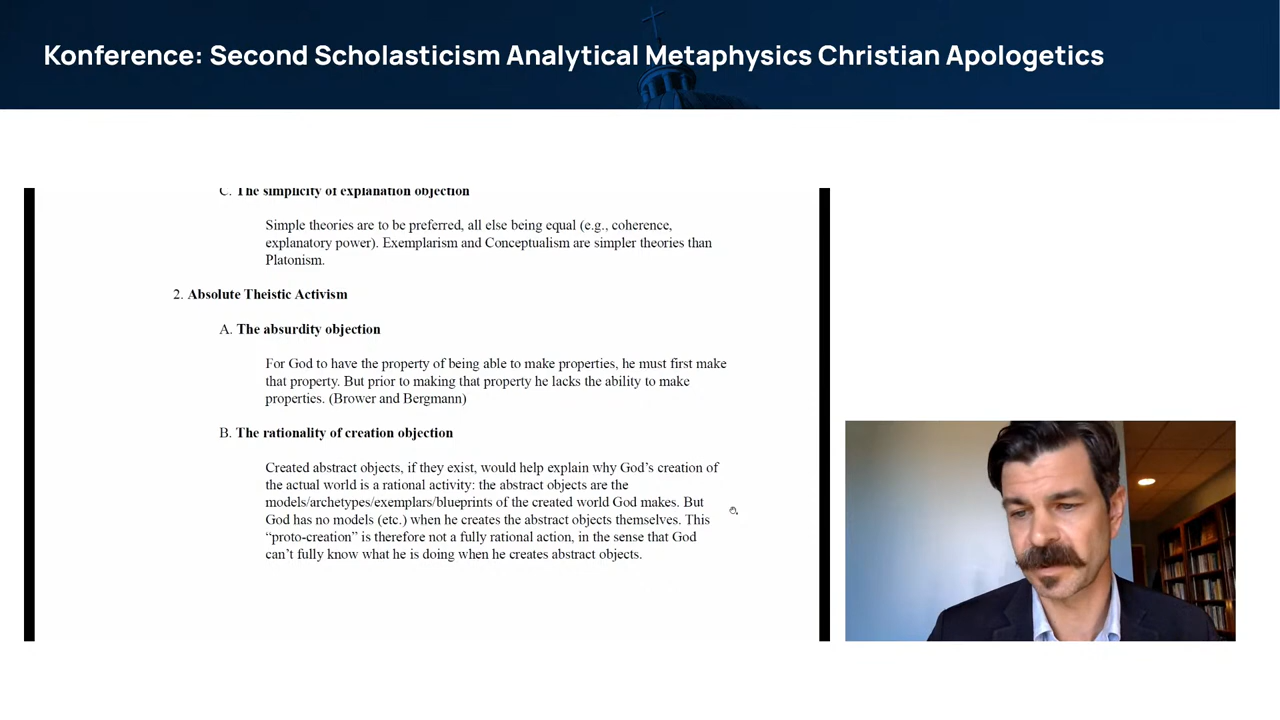 Konference: Second Scholasticism Analytical Metaphysics Christian Apologetics
C. The simplicity of explanation objection
Simple theories are to be preferred, all else being equal (e.g., coherence,
explanatory power). Exemplarism and Conceptualism are simpler theories than
Platonism.
2. Absolute Theistic Activism
A. The absurdity objection
For God to have the property of being able to make properties, he must first make
that property. But prior to making that property he lacks the ability to make
properties. (Brower and Bergmann)
B. The rationality of creation objection
Created abstract objects, if they exist, would help explain why God’s creation of
the actual world is a rational activity: the abstract objects are the
models/archetypes/exemplars/blueprints of the created world God makes. But
God has no models (etc.) when he creates the abstract objects themselves. This
“proto-creation” is therefore not a fully rational action, in the sense that God
can’t fully know what he is doing when he creates abstract objects.